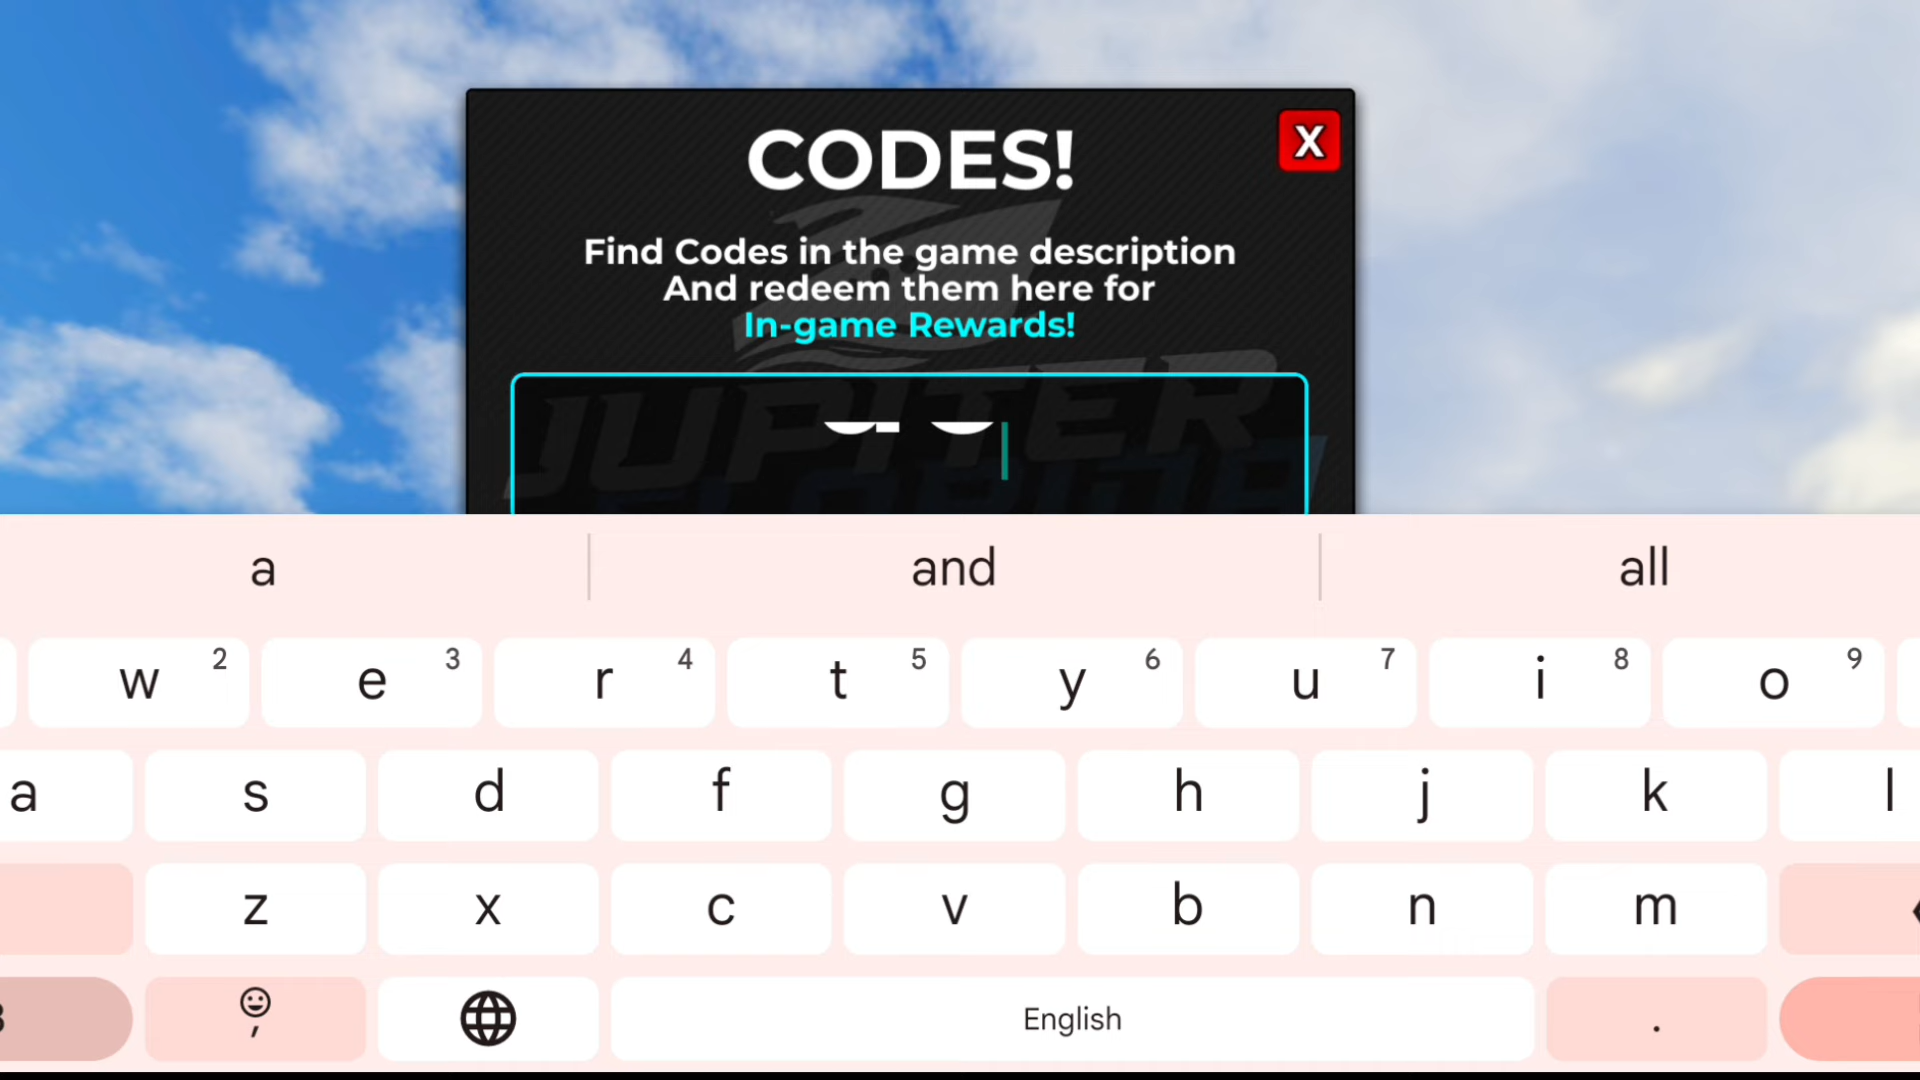 CODES!
X
Find Codes in the game description
And redeem them here for
In-game Rewards!
JUPITER
a and all
w 2 e 3 r 4 t 5 y 6 u 7 i 8 o 9
a s d f g h j k l
z x c v b n m
, English .